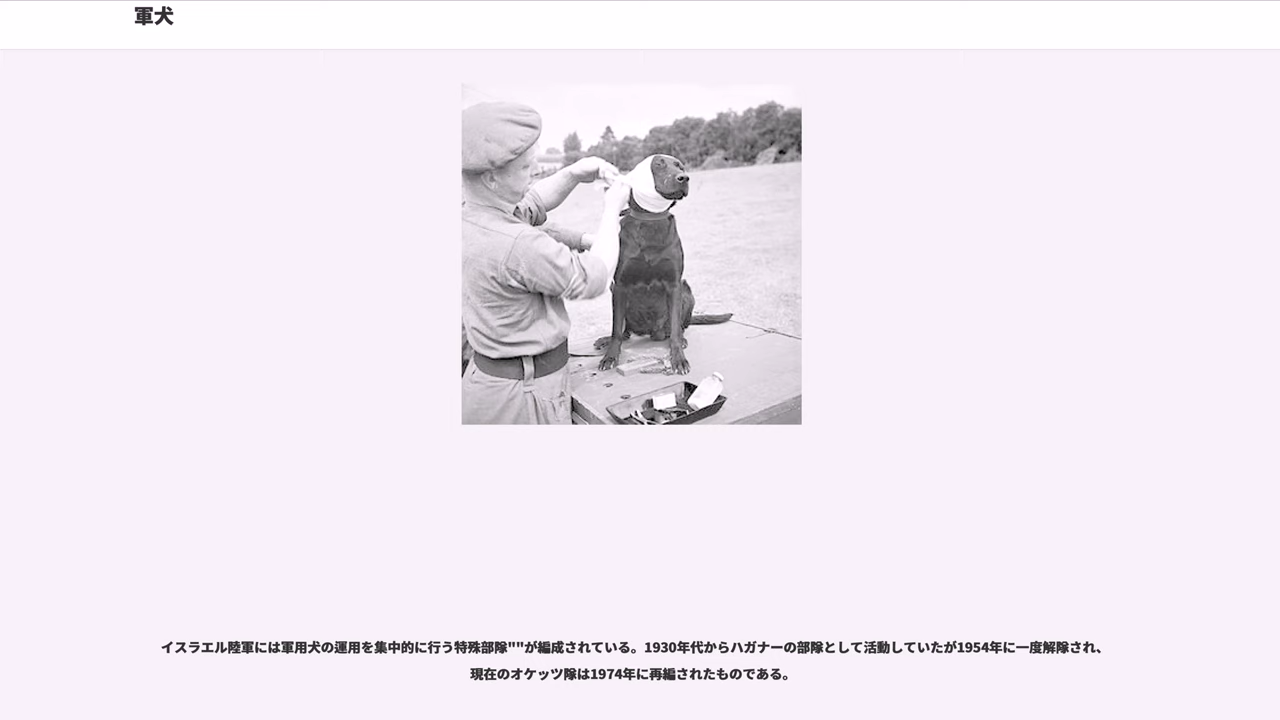 軍犬
イスラエル陸軍には軍用犬の運用を集中的に行う特殊部隊""が編成されている。1930年代からハガナーの部隊として活動していたが1954年に一度解除され、
現在のオケッツ隊は1974年に再編されたものである。